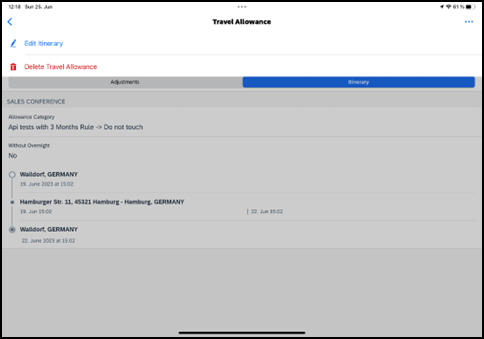 12:18 Sun 25. Jun
61 %
Travel Allowance
Edit Itinerary
Delete Travel Allowance
Adjustments
Itinerary
SALES CONFERENCE
Allowance Category
Api tests with 3 Months Rule -> Do not touch
Without Overnight
No
Walldorf, GERMANY
19. June 2023 at 15:02
Hamburger Str. 11, 45321 Hamburg - Hamburg, GERMANY
19. Jun 15:02
22. Jun 15:02
Walldorf, GERMANY
22. June 2023 at 15:02